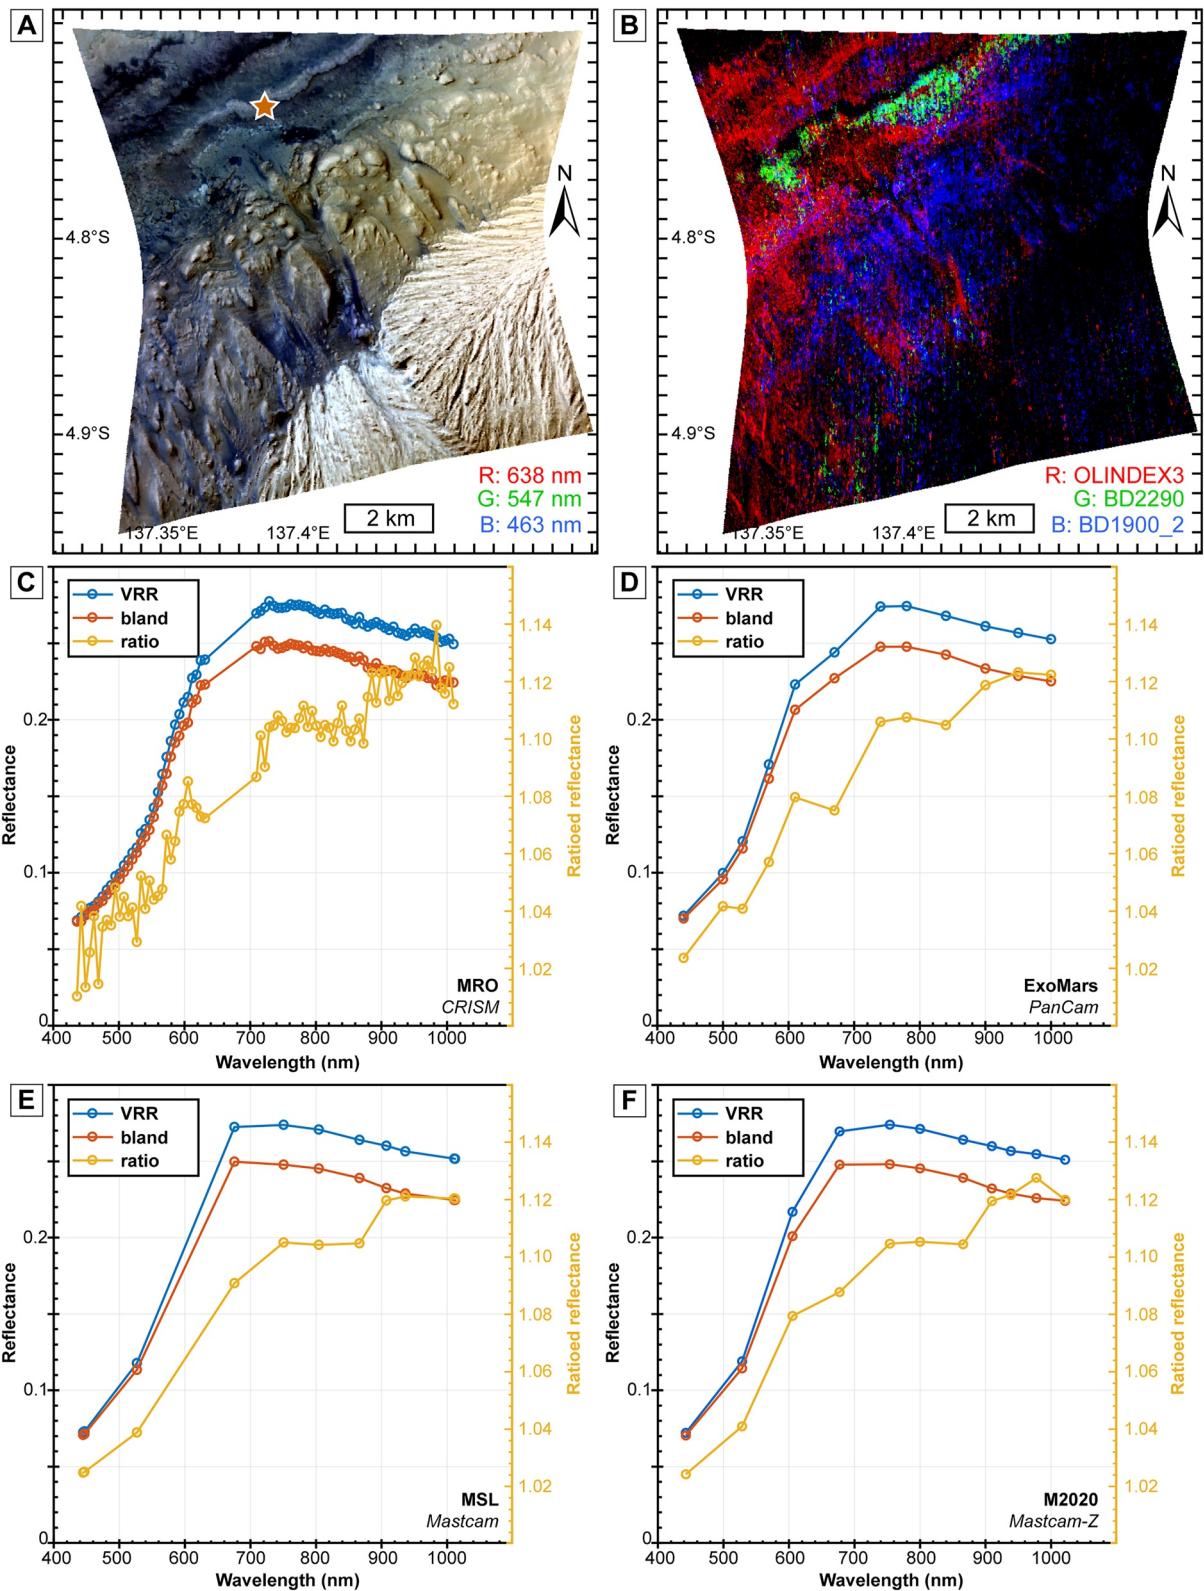 A
N
4.8°S
4.9°S
R: 638 nm
G: 547 nm
B: 463 nm
2 km
137.35°E
137.4°E
B
N
4.8°S
4.9°S
R: OLINDEX3
G: BD2290
B: BD1900_2
2 km
137.35°E
137.4°E
C
VRR
bland
ratio
1.14
1.12
1.10
1.08
1.06
1.04
1.02
0.2
0.1
0
Reflectance
Ratioed reflectance
MRO
CRISM
400 500 600 700 800 900 1000
Wavelength (nm)
D
VRR
bland
ratio
1.14
1.12
1.10
1.08
1.06
1.04
1.02
0.2
0.1
0
Reflectance
Ratioed reflectance
ExoMars
PanCam
400 500 600 700 800 900 1000
Wavelength (nm)
E
VRR
bland
ratio
1.14
1.12
1.10
1.08
1.06
1.04
1.02
0.2
0.1
0
Reflectance
Ratioed reflectance
MSL
Mastcam
400 500 600 700 800 900 1000
Wavelength (nm)
F
VRR
bland
ratio
1.14
1.12
1.10
1.08
1.06
1.04
1.02
0.2
0.1
0
Reflectance
Ratioed reflectance
M2020
Mastcam-Z
400 500 600 700 800 900 1000
Wavelength (nm)